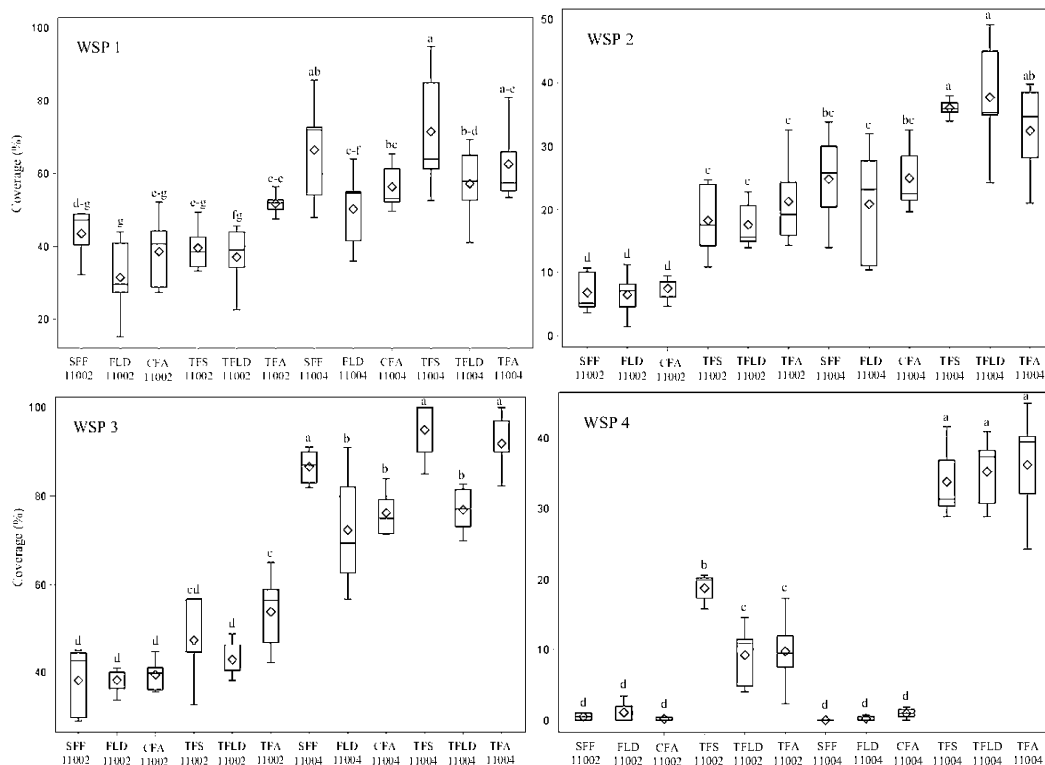 WSP 1
Coverage (%)
100
80
60
40
20
d-g
g
e-g
e-g
fg
c-e
ab
c-f
bc
a
b-d
a-c
SFF FLD CFA TFS TFLD TFA SFF FLD CFA TFS TFLD TFA
11002 11002 11002 11002 11002 11002 11004 11004 11004 11004 11004 11004
WSP 2
50
40
30
20
10
0
d
d
d
c
c
c
bc
c
bc
a
a
ab
SFF FLD CFA TFS TFLD TFA SFF FLD CFA TFS TFLD TFA
11002 11002 11002 11002 11002 11002 11004 11004 11004 11004 11004 11004
WSP 3
Coverage (%)
100
80
60
40
d
d
d
cd
d
c
a
b
b
a
b
a
SFF FLD CFA TFS TFLD TFA SFF FLD CFA TFS TFLD TFA
11002 11002 11002 11002 11002 11002 11004 11004 11004 11004 11004 11004
WSP 4
40
30
20
10
0
d
d
d
b
c
c
d
d
d
a
a
a
SFF FLD CFA TFS TFLD TFA SFF FLD CFA TFS TFLD TFA
11002 11002 11002 11002 11002 11002 11004 11004 11004 11004 11004 11004